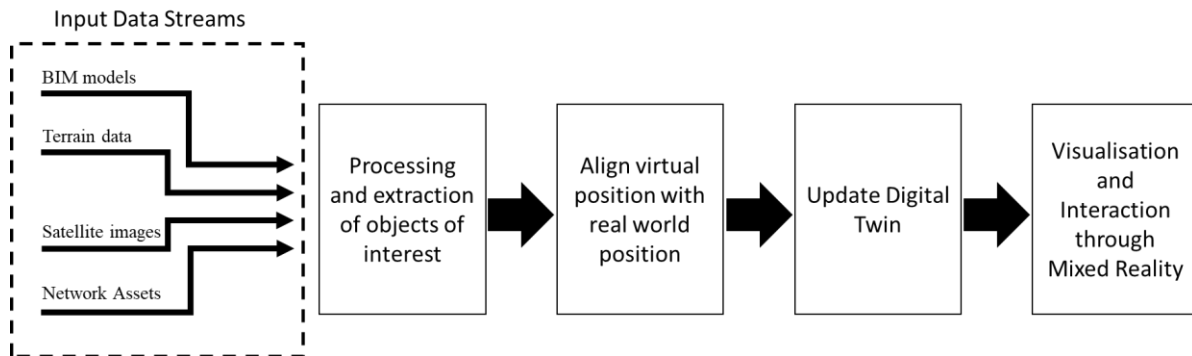 Input Data Streams
BIM models
Terrain data
Satellite images
Network Assets
Processing
and extraction
of objects of
interest
Align virtual
position with
real world
position
Update Digital
Twin
Visualisation
and
Interaction
through
Mixed Reality